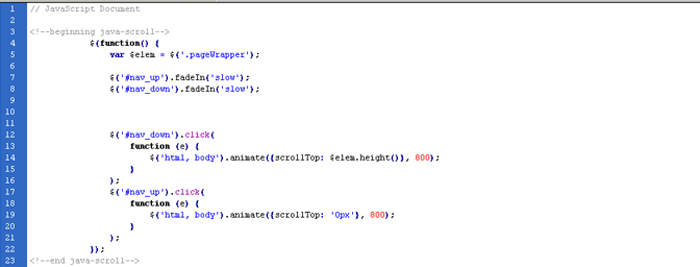 1 // JavaScript Document
2
3 <!--beginning java-scroll-->
4 $(function() {
5 var $elem = $('.pageWrapper');
6
7 $('#nav_up').fadeIn('slow');
8 $('#nav_down').fadeIn('slow');
9
10
11
12 $('#nav_down').click(
13 function (e) {
14 $('html, body').animate({scrollTop: $elem.height()}, 800);
15 }
16 );
17 $('#nav_up').click(
18 function (e) {
19 $('html, body').animate({scrollTop: '0px'}, 800);
20 }
21 );
22 });
23 <!--end java-scroll-->